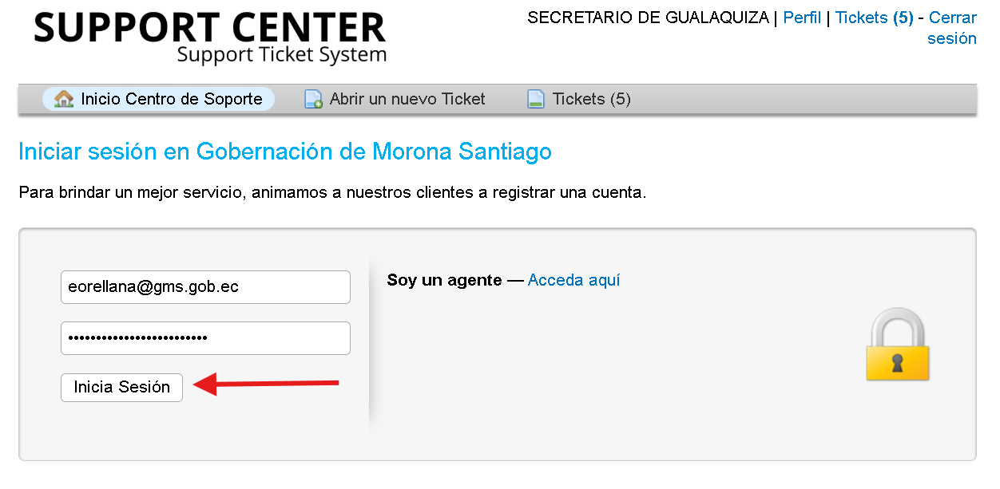 SUPPORT CENTER
Support Ticket System
SECRETARIO DE GUALAQUIZA | Perfil | Tickets (5) - Cerrar
sesión
Inicio Centro de Soporte Abrir un nuevo Ticket Tickets (5)
Iniciar sesión en Gobernación de Morona Santiago
Para brindar un mejor servicio, animamos a nuestros clientes a registrar una cuenta.
eorellana@gms.gob.ec
Soy un agente — Acceda aquí
•••••••••••••••••••••••••
Inicia Sesión